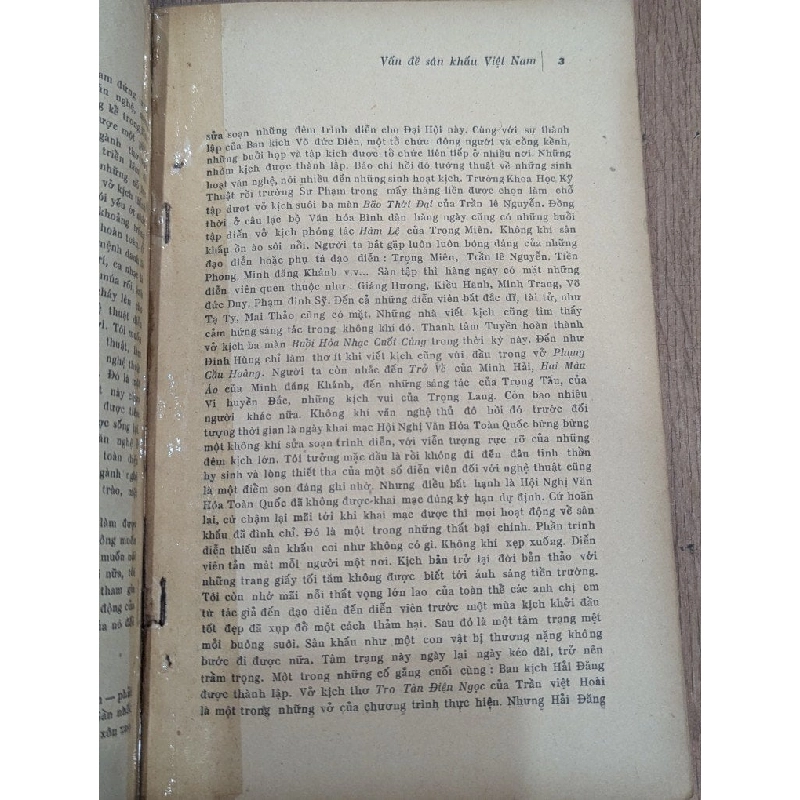 Vấn đề sân khấu Việt Nam | 3
sửa soạn những đêm trình diễn cho Đại Hội này. Cùng với sự thành
lập của Ban kịch Võ đức Diên, một tổ chức đông người và cồng kềnh,
những buổi họp và tập kịch được tổ chức liên tiếp ở nhiều nơi. Những
nhóm kịch được thành lập. Báo chí hồi đó tường thuật về những sinh
hoạt văn nghệ, nói nhiều đến những sinh hoạt kịch. Trường Khoa Học Kỹ
Thuật rồi trường Sư Phạm trong mấy tháng liền được chọn làm chỗ
tập dượt vở kịch suôi ba màn Bão Thời Đại của Trần lê Nguyễn. Đồng
thời ở câu lạc bộ Văn hóa Bình dân hàng ngày cũng có những buổi
tập diễn vở kịch phóng tác Hàm Lê của Trọng Miên. Không khí sân
khấu ồn ào sôi nổi. Người ta bắt gặp luôn luôn bóng dáng của những
đạo diễn hoặc phụ tá đạo diễn : Trọng Miên, Trần lê Nguyễn, Tiền
Phong, Minh đăng Khánh v.v... Sàn tập thì hàng ngày có mặt những
diễn viên quen thuộc như Giáng Hương, Kiều Hạnh, Minh Trang, Võ
đức Duy, Phạm đình Sỹ. Đến cả những diễn viên bất đắc dĩ, tài tử, như
Tạ Tỵ, Mai Thảo cũng có mặt. Những nhà viết kịch cũng tìm thấy
cảm hứng sáng tác trong không khí đó. Thanh tâm Tuyền hoàn thành
vở kịch ba màn Buổi Hòa Nhạc Cuối Cùng trong thời kỳ này. Đến như
Đinh Hùng chỉ làm thơ ít khi viết kịch cũng vùi đầu trong vở Phụng
Cầu Hoàng. Người ta còn nhắc đến Trở Về của Minh Hải, Hai Màu
Áo của Minh đăng Khánh, đến những sáng tác của Trọng Tấu, của
Vi huyền Đắc, những kịch vui của Trọng Lang. Còn bao nhiêu
người khác nữa. Không khí văn nghệ thủ đô hồi đó trước đối
tượng thời gian là ngày khai mạc Hội Nghị Văn Hóa Toàn Quốc bừng bừng
một không khí sửa soạn trình diễn, với viễn tượng rực rỡ của những
đêm kịch lớn. Tôi tưởng mặc dầu là rồi không đi đến đâu tinh thần
hy sinh và lòng thiết tha của một số diễn viên đối với nghệ thuật cũng
là một điểm son đáng ghi nhớ. Nhưng điều bất hạnh là Hội Nghị Văn
Hóa Toàn Quốc đã không được khai mạc đúng kỳ hạn dự định. Cứ hoãn
lại, cứ chậm lại mãi tới khi khai mạc được thì mọi hoạt động về sân
khấu đã đình chỉ. Đó là một trong những thất bại chính. Phần trình
diễn thiếu sân khấu coi như không có gì. Không khí xẹp xuống. Diễn
viên tản mát mỗi người một nơi. Kịch bản trở lại đời bản thảo với
những trang giấy tối tăm không được biết tới ánh sáng tiền trường.
Tôi còn nhớ mãi nỗi thất vọng lớn lao của toàn thể các anh chị em
từ tác giả đến đạo diễn đến diễn viên trước một mùa kịch khởi đầu
tốt đẹp đã xụp đổ một cách thảm hại. Sau đó là một tâm trạng mệt
mỏi buông suôi. Sân khấu như một con vật bị thương nặng không
bước đi được nữa. Tâm trạng này ngày lại ngày kéo dài, trở nên
trầm trọng. Một trong những cố gắng cuối cùng : Ban kịch Hải Đăng
được thành lập. Vở kịch thơ Tro Tàn Điện Ngọc của Trần việt Hoài
là một trong những vở của chương trình thực hiện. Nhưng Hải Đăng